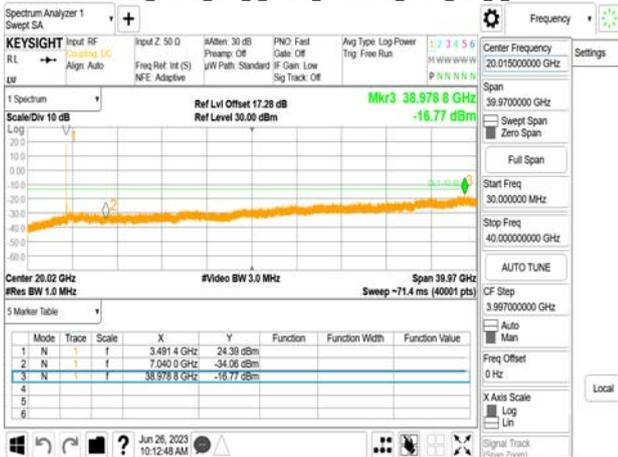 Spectrum Analyzer 1
Swept SA
+
Frequency
KEYSIGHT Input: RF Input Z: 50 Ω #Atten: 30 dB PNO: Fast Avg Type: Log-Power 1 2 3 4 5 6
RL Coupling: DC Preamp: Off Gate: Off Trig: Free Run M W W W W W
Align: Auto Freq Ref: Int (S) µW Path: Standard IF Gain: Low
NFE: Adaptive Sig Track: Off P N N N N N
1 Spectrum
Ref Lvl Offset 17.28 dB
Mkr3 38.978 8 GHz
Scale/Div 10 dB
Ref Level 30.00 dBm
-16.77 dBm
Log
1
20.0
10.0
0.00
-10.0
3
-20.0
2
-30.0
-40.0
-50.0
-60.0
Center 20.02 GHz #Video BW 3.0 MHz Span 39.97 GHz
#Res BW 1.0 MHz Sweep ~71.4 ms (40001 pts)
5 Marker Table
Mode Trace Scale X Y Function Function Width Function Value
1 N 1 f 3.491 4 GHz 24.39 dBm
2 N 1 f 7.040 0 GHz -34.06 dBm
3 N 1 f 38.978 8 GHz -16.77 dBm
4
5
6
?
Jun 26, 2023
10:12:48 AM
Center Frequency
20.015000000 GHz
Settings
Span
39.9700000 GHz
Swept Span
Zero Span
Full Span
Start Freq
30.000000 MHz
Stop Freq
40.000000000 GHz
AUTO TUNE
CF Step
3.997000000 GHz
Auto
Man
Freq Offset
0 Hz
Local
X Axis Scale
Log
Lin
Signal Track
(Span Zoom)